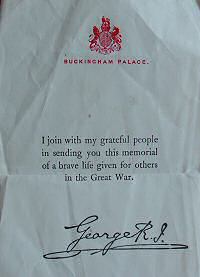 BUCKINGHAM PALACE.
I join with my grateful people
in sending you this memorial
of a brave life given for others
in the Great War.
George R.I.